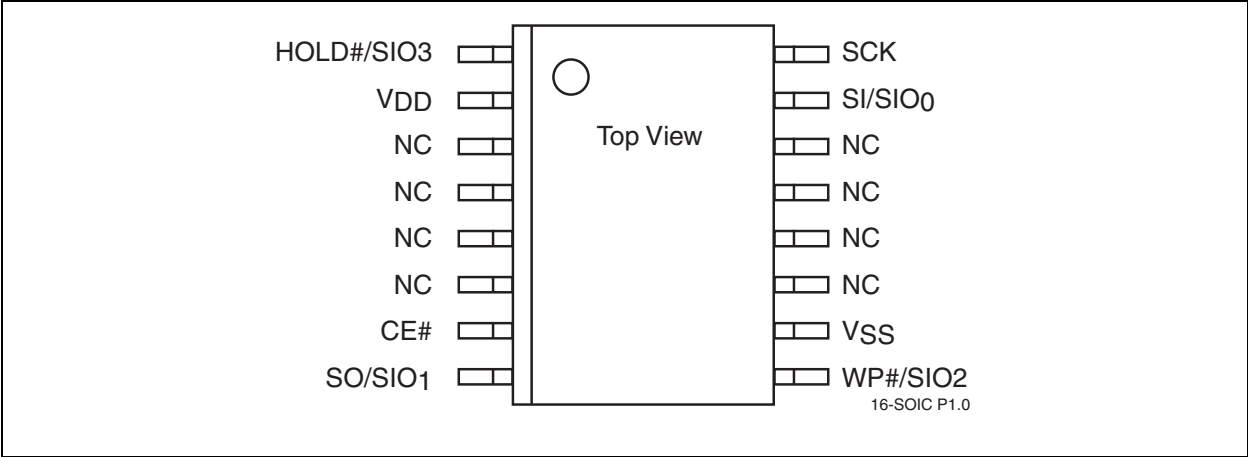 HOLD#/SIO3
VDD
NC
NC
NC
NC
CE#
SO/SIO1
Top View
SCK
SI/SIO0
NC
NC
NC
NC
VSS
WP#/SIO2
16-SOIC P1.0